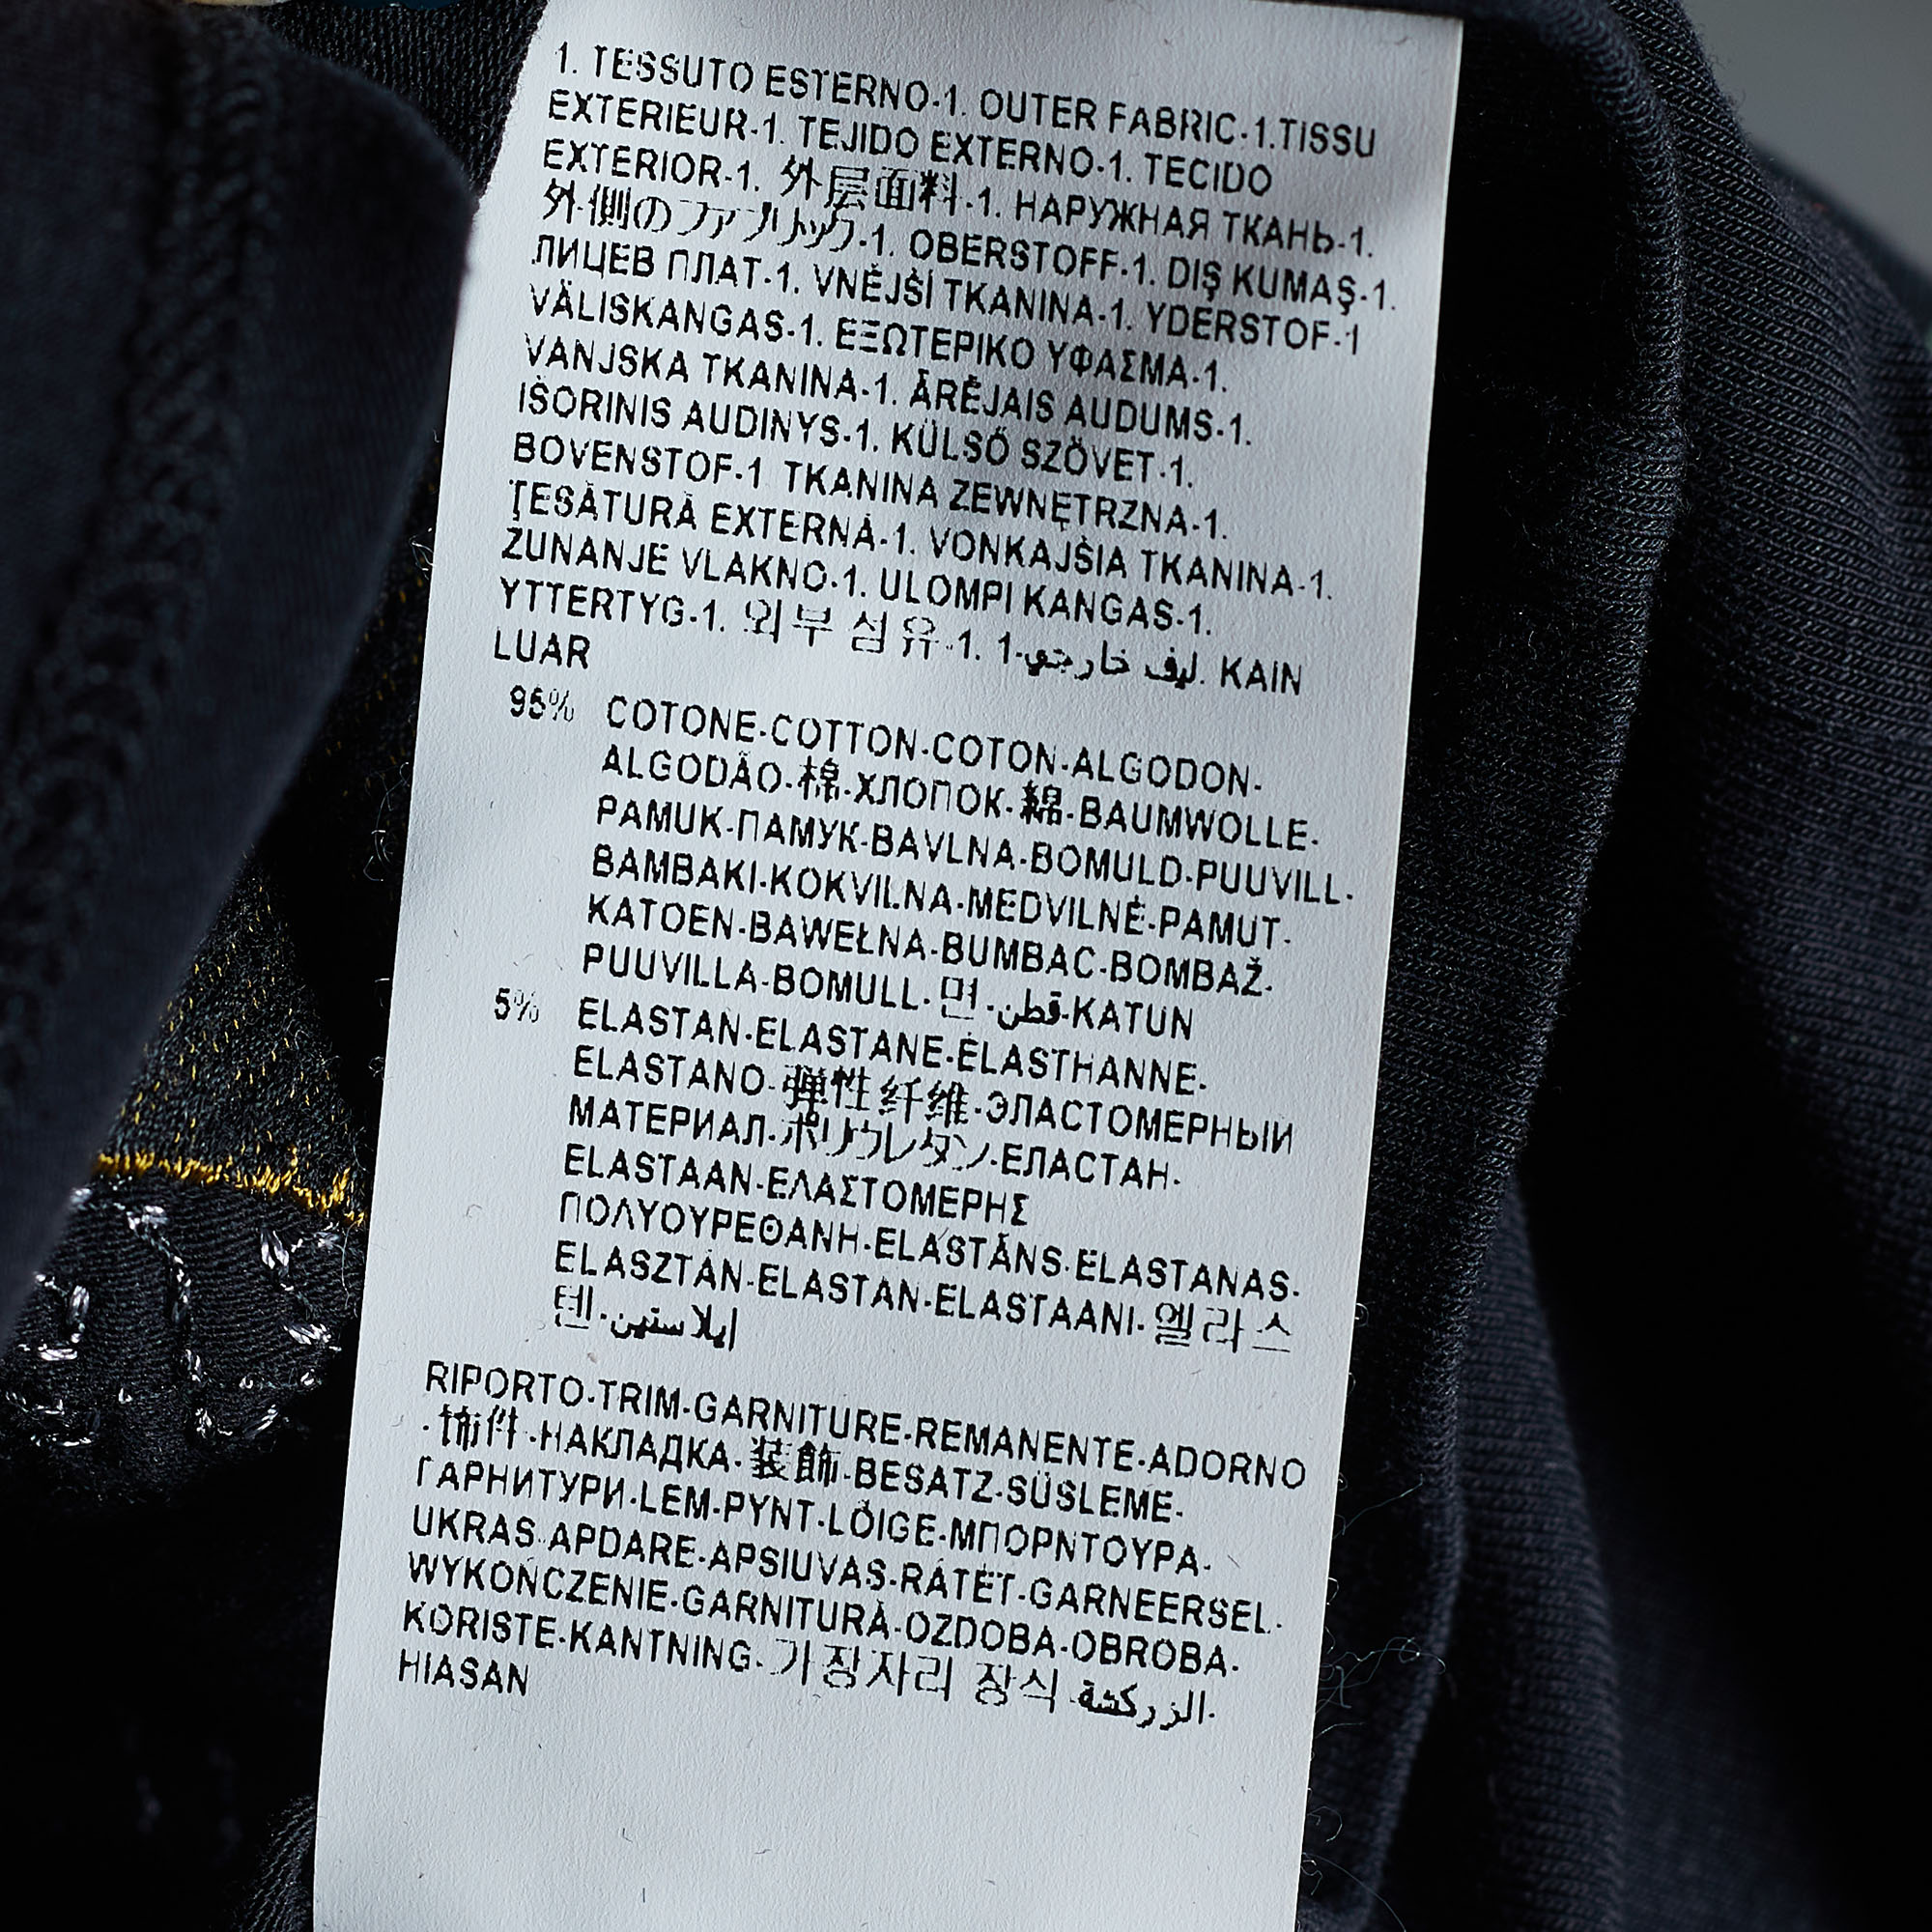 1. TESSUTO ESTERNO-1. OUTER FABRIC-1.TISSU
EXTERIEUR-1. TEJIDO EXTERNO-1. TECIDO
EXTERIOR-1. 外层面料-1. НАРУЖНАЯ ТКАНЬ-1.
外側のファブリック-1. OBERSTOFF-1. DIŞ KUMAŞ-1.
ЛИЦЕВ ПЛАТ-1. VNĚJŠÍ TKANINA-1. YDERSTOF-1
VÄLISKANGAS-1. ΕΞΩΤΕΡΙΚΟ ΥΦΑΣΜΑ-1.
VANJSKA TKANINA-1. ĀRĒJAIS AUDUMS-1.
IŠORINIS AUDINYS-1. KÜLSŐ SZÖVET-1.
BOVENSTOF-1 TKANINA ZEWNĘTRZNA-1.
ŢESĂTURĂ EXTERNĂ-1. VONKAJŠIA TKANINA-1.
ZUNANJE VLAKNO-1. ULOMPI KANGAS-1.
YTTERTYG-1. 외부 섬유-1. 1-ليف خارجي. KAIN
LUAR
95% COTONE-COTTON-COTON-ALGODON-
ALGODÃO-棉-ХЛОПОК-綿-BAUMWOLLE-
PAMUK-ПАМУК-BAVLNA-BOMULD-PUUVILL-
BAMBAKI-KOKVILNA-MEDVILNĖ-PAMUT-
KATOEN-BAWEŁNA-BUMBAC-BOMBAŽ-
PUUVILLA-BOMULL-면-قطن-KATUN
5% ELASTAN-ELASTANE-ÉLASTHANNE-
ELASTANO-弹性纤维-ЭЛАСТОМЕРНЫЙ
МАТЕРИАЛ-ポリウレタン-ЕЛАСТАН-
ELASTAAN-ΕΛΑΣΤΟΜΕΡΗΣ
ΠΟΛΥΟΥΡΕΘΑΝΗ-ELASTĀNS-ELASTANAS-
ELASZTÁN-ELASTAN-ELASTAANI-엘라스
텐-إيلاستين
RIPORTO-TRIM-GARNITURE-REMANENTE-ADORNO
-饰件-НАКЛАДКА-装飾-BESATZ-SÜSLEME-
ГАРНИТУРИ-LEM-PYNT-LÕIGE-ΜΠΟΡΝΤΟΥΡΑ-
UKRAS-APDARE-APSIUVAS-RÁTÉT-GARNEERSEL-
WYKOŃCZENIE-GARNITURĂ-OZDOBA-OBROBA-
KORISTE-KANTNING-가장자리 장식-الزركشة-
HIASAN